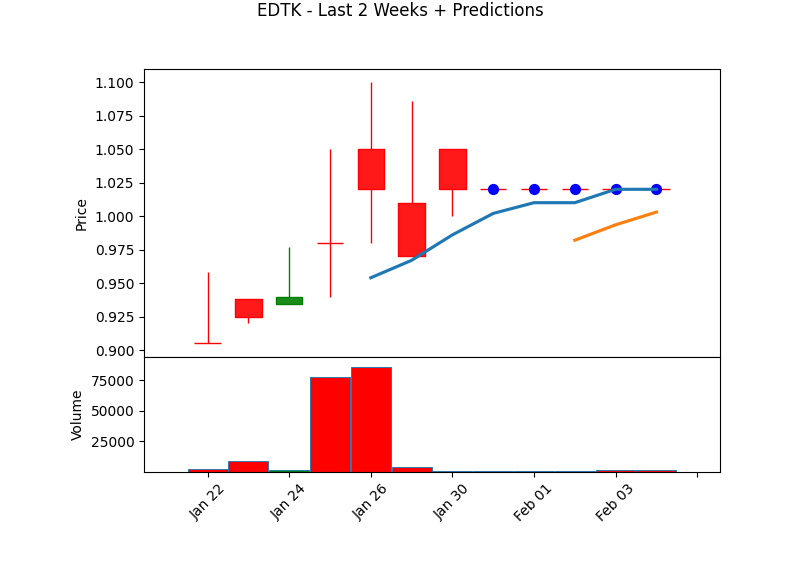 EDTK - Last 2 Weeks + Predictions
Price
1.100
1.075
1.050
1.025
1.000
0.975
0.950
0.925
0.900
Volume
75000
50000
25000
Jan 22
Jan 24
Jan 26
Jan 30
Feb 01
Feb 03